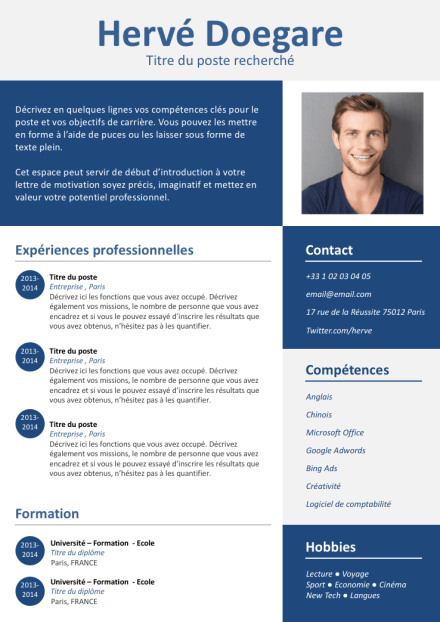 Hervé Doegare
Titre du poste recherché
Décrivez en quelques lignes vos compétences clés pour le
poste et vos objectifs de carrière. Vous pouvez les mettre
en forme à l'aide de puces ou les laisser sous forme de
texte plein.
Cet espace peut servir de début d'introduction à votre
lettre de motivation soyez précis, imaginatif et mettez en
valeur votre potentiel professionnel.
Expériences professionnelles
2013-
2014
Titre du poste
Entreprise , Paris
Décrivez ici les fonctions que vous avez occupé. Décrivez
également vos missions, le nombre de personne que vous avez
encadrez et si vous le pouvez essayé d'inscrire les résultats que
vous avez obtenus, n'hésitez pas à les quantifier.
2013-
2014
Titre du poste
Entreprise , Paris
Décrivez ici les fonctions que vous avez occupé. Décrivez
également vos missions, le nombre de personne que vous avez
encadrez et si vous le pouvez essayé d'inscrire les résultats que
vous avez obtenus, n'hésitez pas à les quantifier.
2013-
2014
Titre du poste
Entreprise , Paris
Décrivez ici les fonctions que vous avez occupé. Décrivez
également vos missions, le nombre de personne que vous avez
encadrez et si vous le pouvez essayé d'inscrire les résultats que
vous avez obtenus, n'hésitez pas à les quantifier.
Formation
2013-
2014
Université – Formation - Ecole
Titre du diplôme
Paris, FRANCE
2013-
2014
Université – Formation - Ecole
Titre du diplôme
Paris, FRANCE
Contact
+33 1 02 03 04 05
email@email.com
17 rue de la Réussite 75012 Paris
Twitter.com/herve
Compétences
Anglais
Chinois
Microsoft Office
Google Adwords
Bing Ads
Créativité
Logiciel de comptabilité
Hobbies
Lecture ● Voyage
Sport ● Economie ● Cinéma
New Tech ● Langues